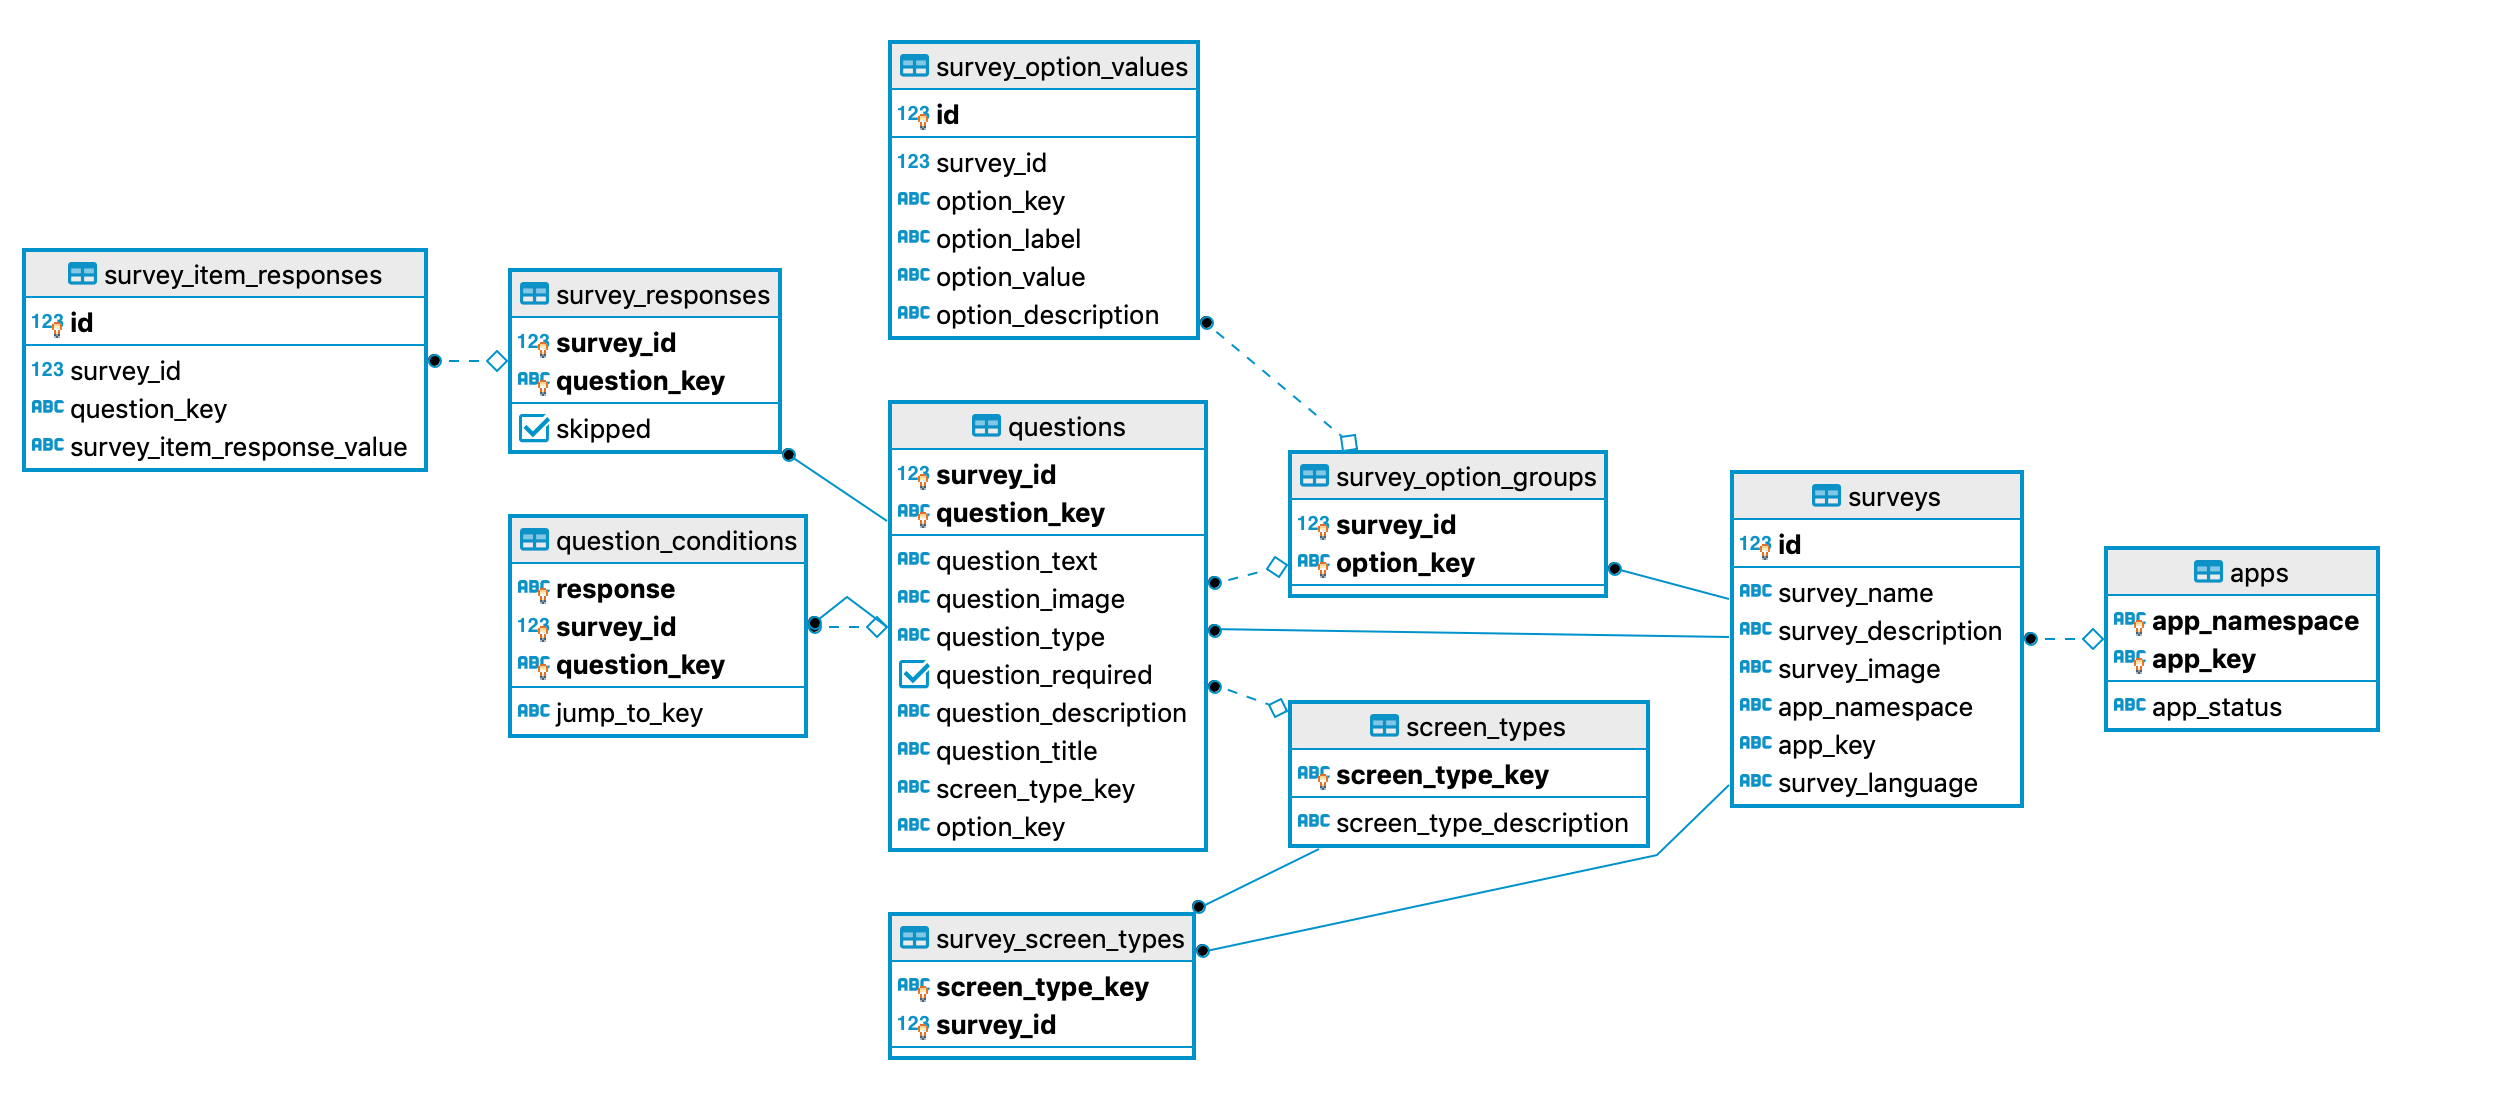 survey_option_values
123 id
123 survey_id
ABC option_key
ABC option_label
ABC option_value
ABC option_description
survey_item_responses
123 id
123 survey_id
ABC question_key
ABC survey_item_response_value
survey_responses
123 survey_id
ABC question_key
skipped
question_conditions
ABC response
123 survey_id
ABC question_key
ABC jump_to_key
questions
123 survey_id
ABC question_key
ABC question_text
ABC question_image
ABC question_type
question_required
ABC question_description
ABC question_title
ABC screen_type_key
ABC option_key
survey_option_groups
123 survey_id
ABC option_key
screen_types
ABC screen_type_key
ABC screen_type_description
surveys
123 id
ABC survey_name
ABC survey_description
ABC survey_image
ABC app_namespace
ABC app_key
ABC survey_language
apps
ABC app_namespace
ABC app_key
ABC app_status
survey_screen_types
ABC screen_type_key
123 survey_id